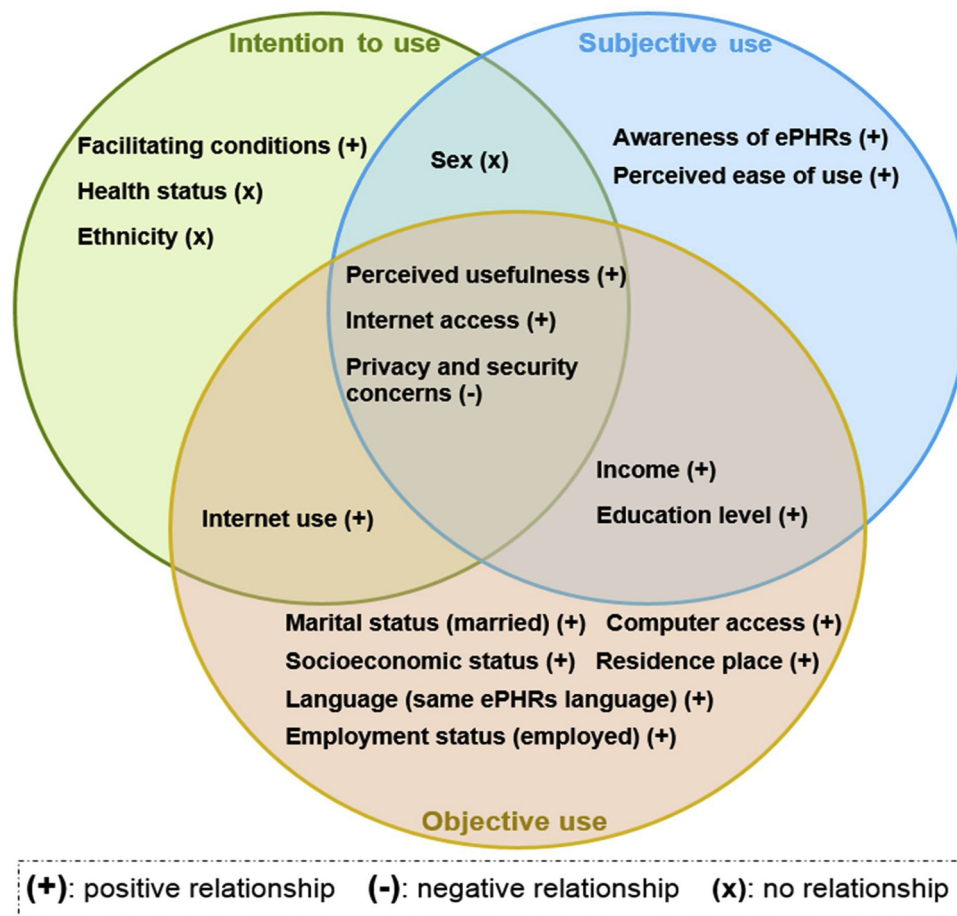 Intention to use
Subjective use
Facilitating conditions (+)
Health status (x)
Ethnicity (x)
Sex (x)
Awareness of ePHRs (+)
Perceived ease of use (+)
Perceived usefulness (+)
Internet access (+)
Privacy and security
concerns (-)
Internet use (+)
Income (+)
Education level (+)
Marital status (married) (+)
Computer access (+)
Socioeconomic status (+)
Residence place (+)
Language (same ePHRs language) (+)
Employment status (employed) (+)
Objective use
(+): positive relationship (-): negative relationship (x): no relationship